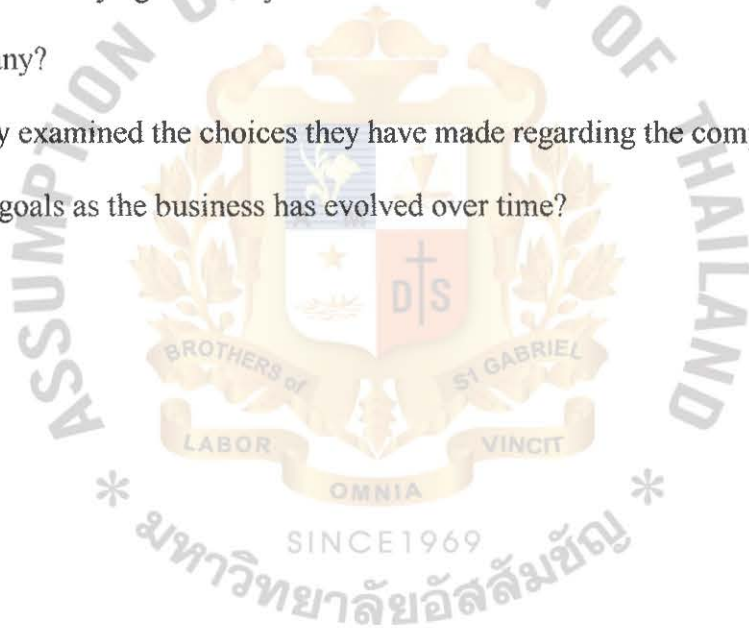 any?
y examined the choices they have made regarding the comp
goals as the business has evolved over time?
ASSUMPTION OF THAILAND
DS
BROTHERS of ST GABRIEL
LABOR VINCIT
OMNIA
SINCE1969
* มหาวิทยาลัยอัสสัมชัญ *